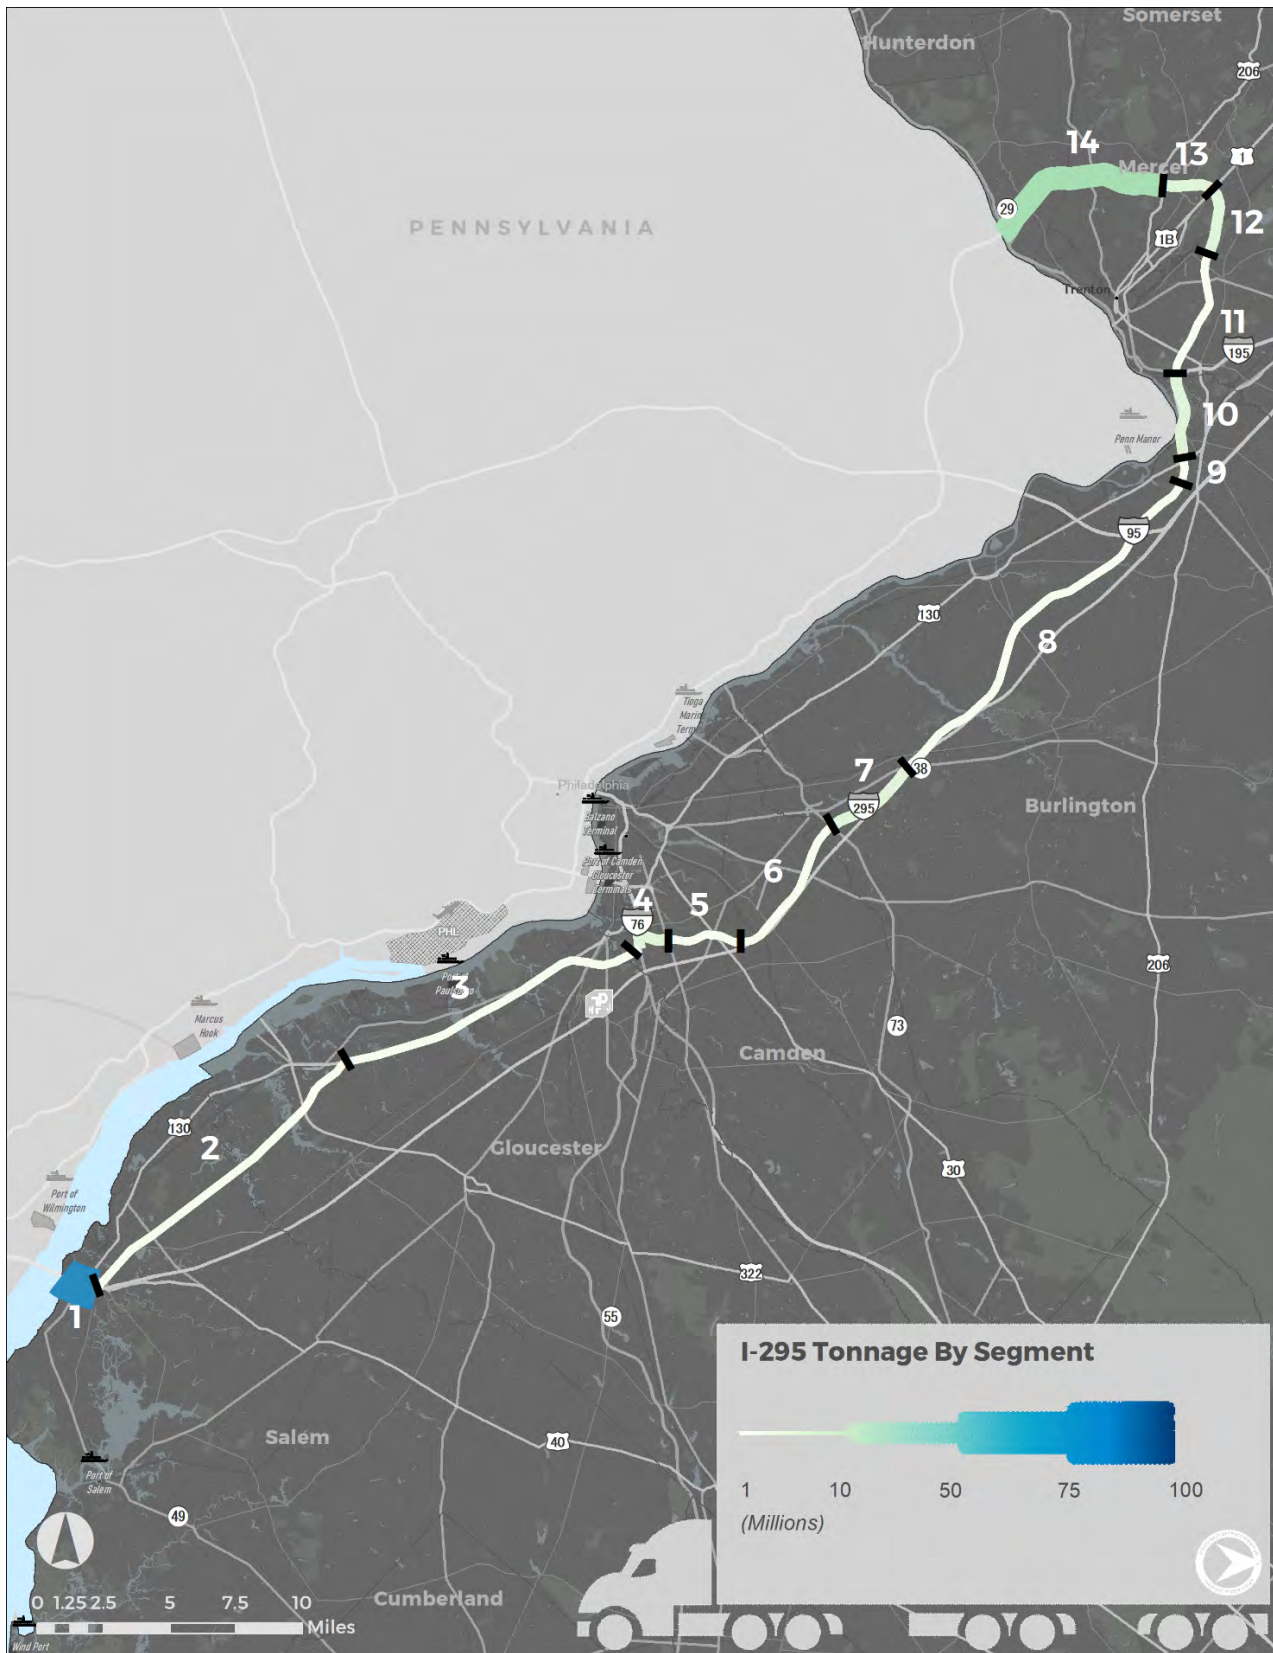 Somerset
Hunterdon
206
14
13
1
Mercer
29
12
PENNSYLVANIA
1B
Trenton
11
195
10
Penn Manor
9
95
130
8
Tioga
Marin
Term
7
38
Philadelphia
295
Balzano
Terminal
Burlington
Port of Camden
Gloucester
Terminals
6
4
5
76
PHL
206
3
Marcus
Hook
73
Camden
130
2
Gloucester
30
Port of
Wilmington
322
1
55
I-295 Tonnage By Segment
Salem
40
Port of
Salem
1 10 50 75 100
(Millions)
49
Cumberland
0 1.25 2.5 5 7.5 10
Miles
Wind Port